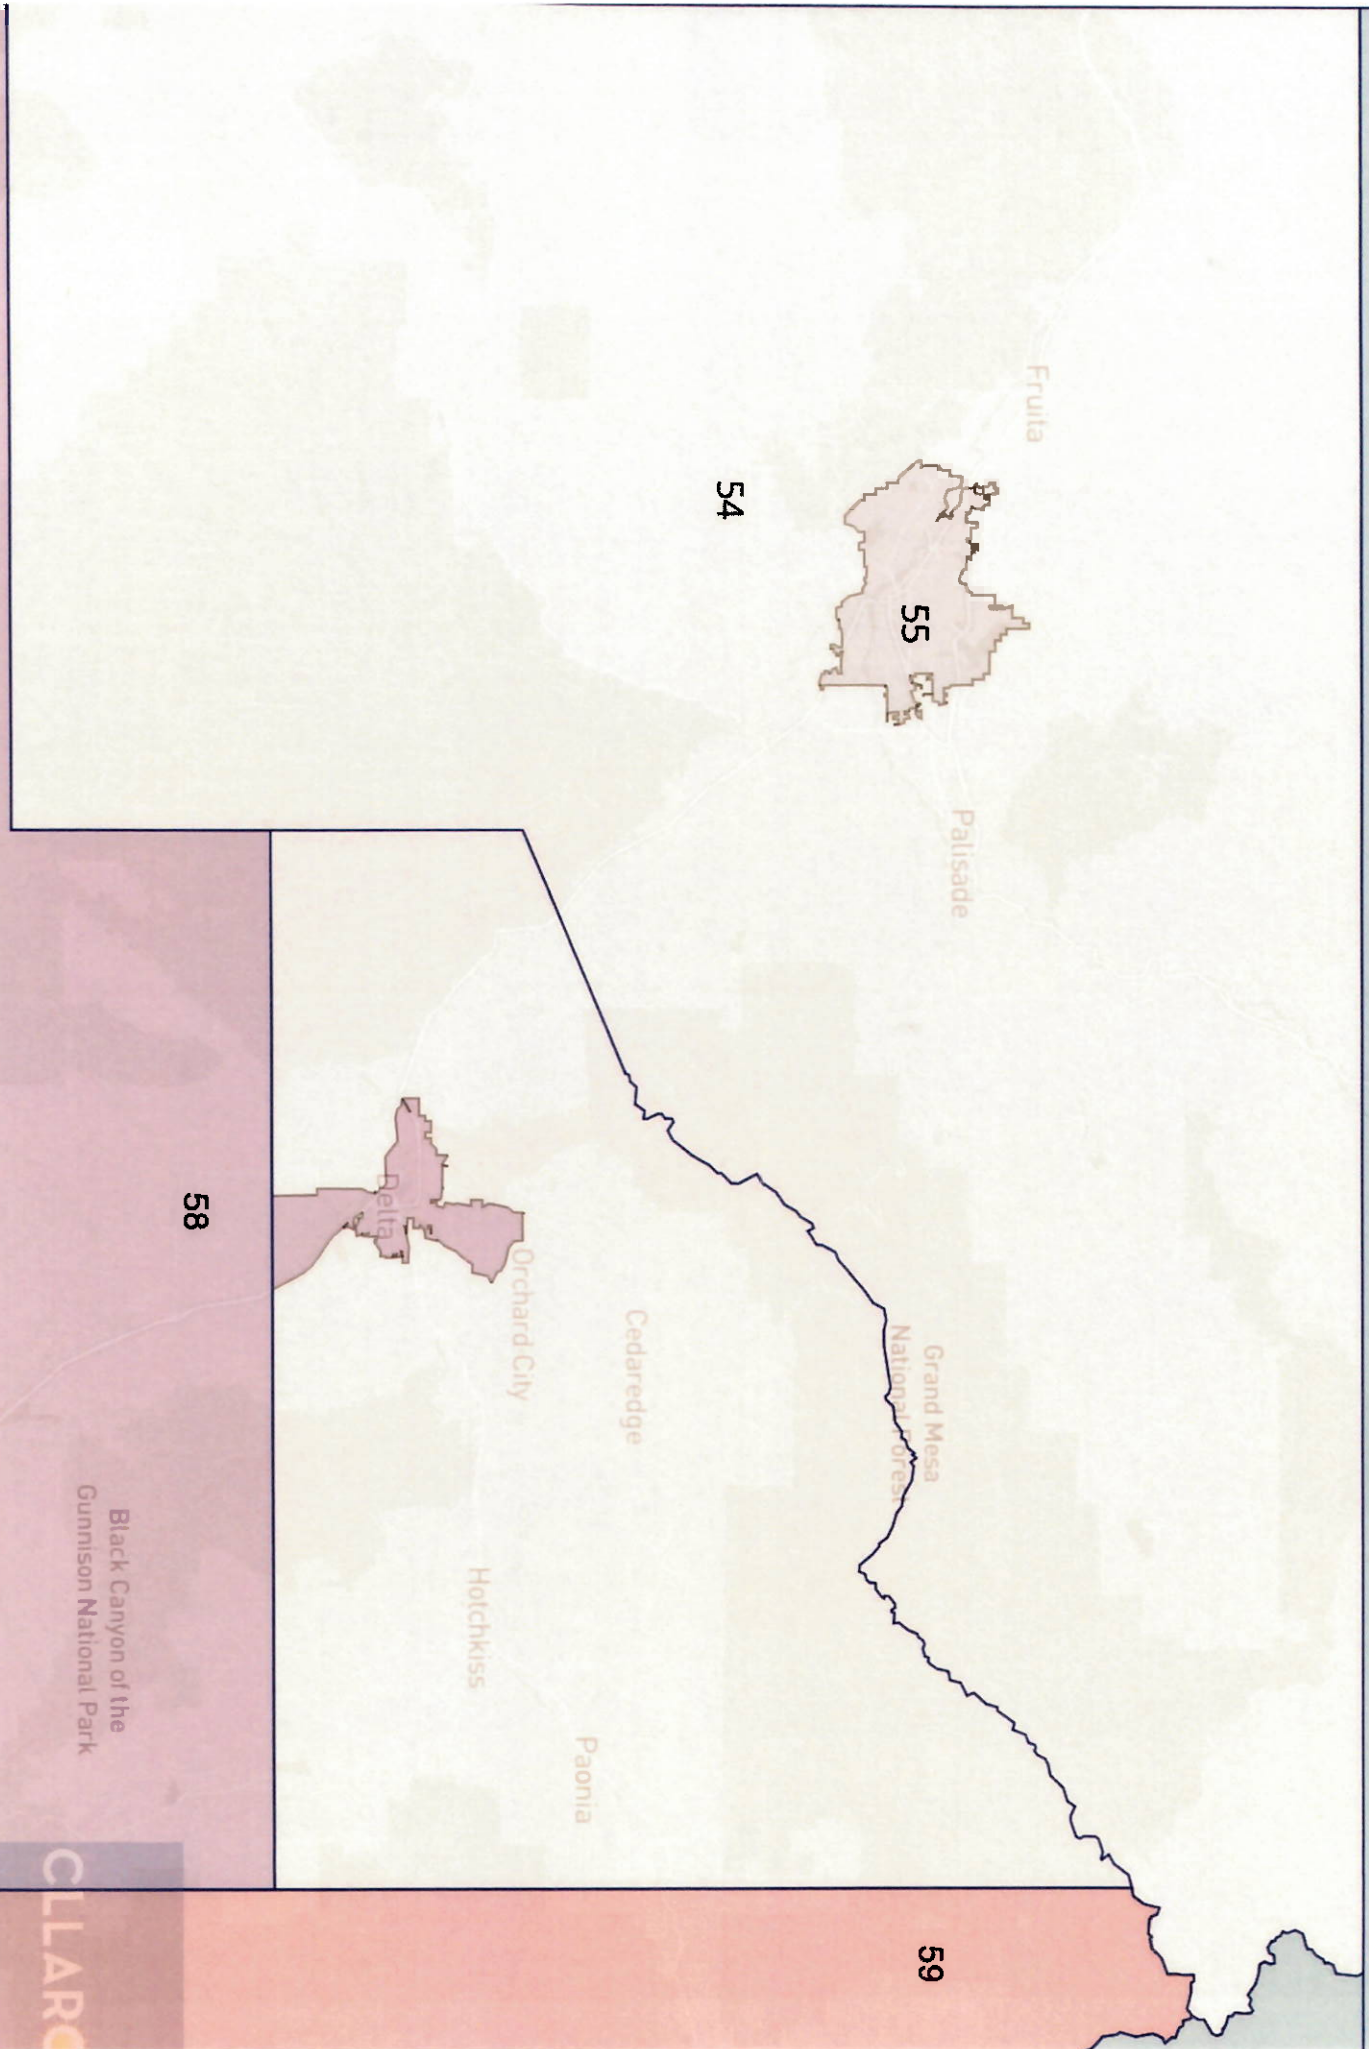 Fruita
54
55
Palisade
Grand Mesa
National Forest
Cedaredge
Orchard City
Delta
58
Hotchkiss
Paonia
Black Canyon of the
Gunnison National Park
59
CLLARO